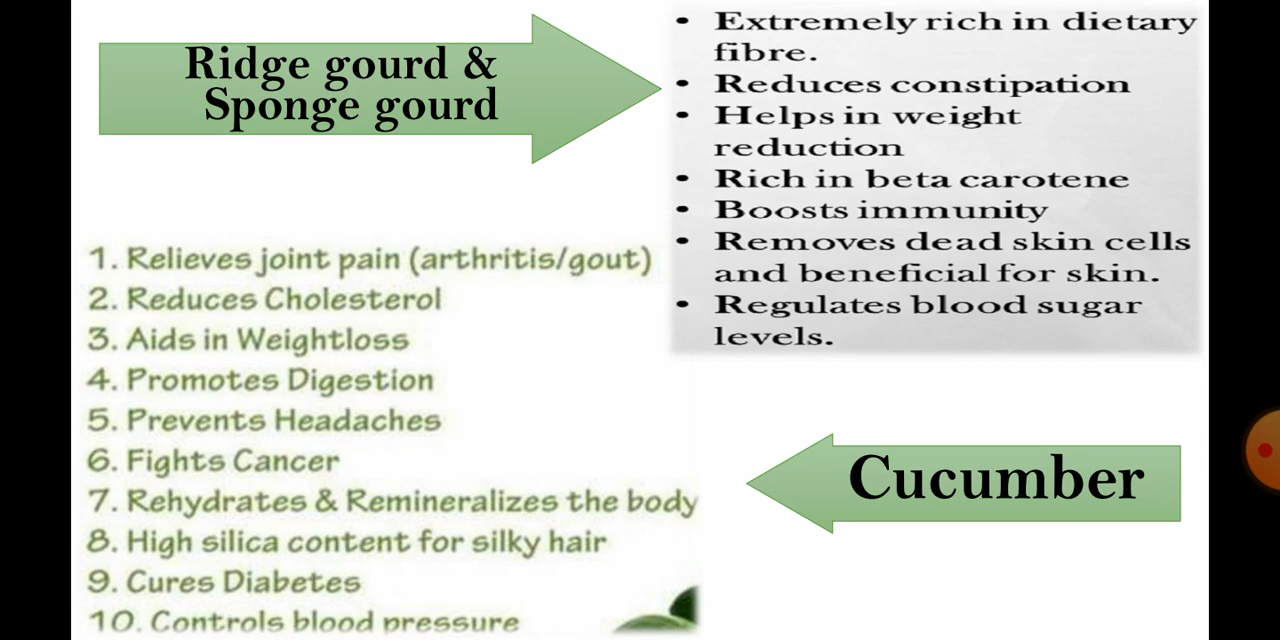 Ridge gourd &
Sponge gourd
• Extremely rich in dietary
fibre.
• Reduces constipation
• Helps in weight
reduction
• Rich in beta carotene
• Boosts immunity
• Removes dead skin cells
and beneficial for skin.
• Regulates blood sugar
levels.
1. Relieves joint pain (arthritis/gout)
2. Reduces Cholesterol
3. Aids in Weightloss
4. Promotes Digestion
5. Prevents Headaches
6. Fights Cancer
7. Rehydrates & Remineralizes the body
8. High silica content for silky hair
9. Cures Diabetes
10. Controls blood pressure
Cucumber